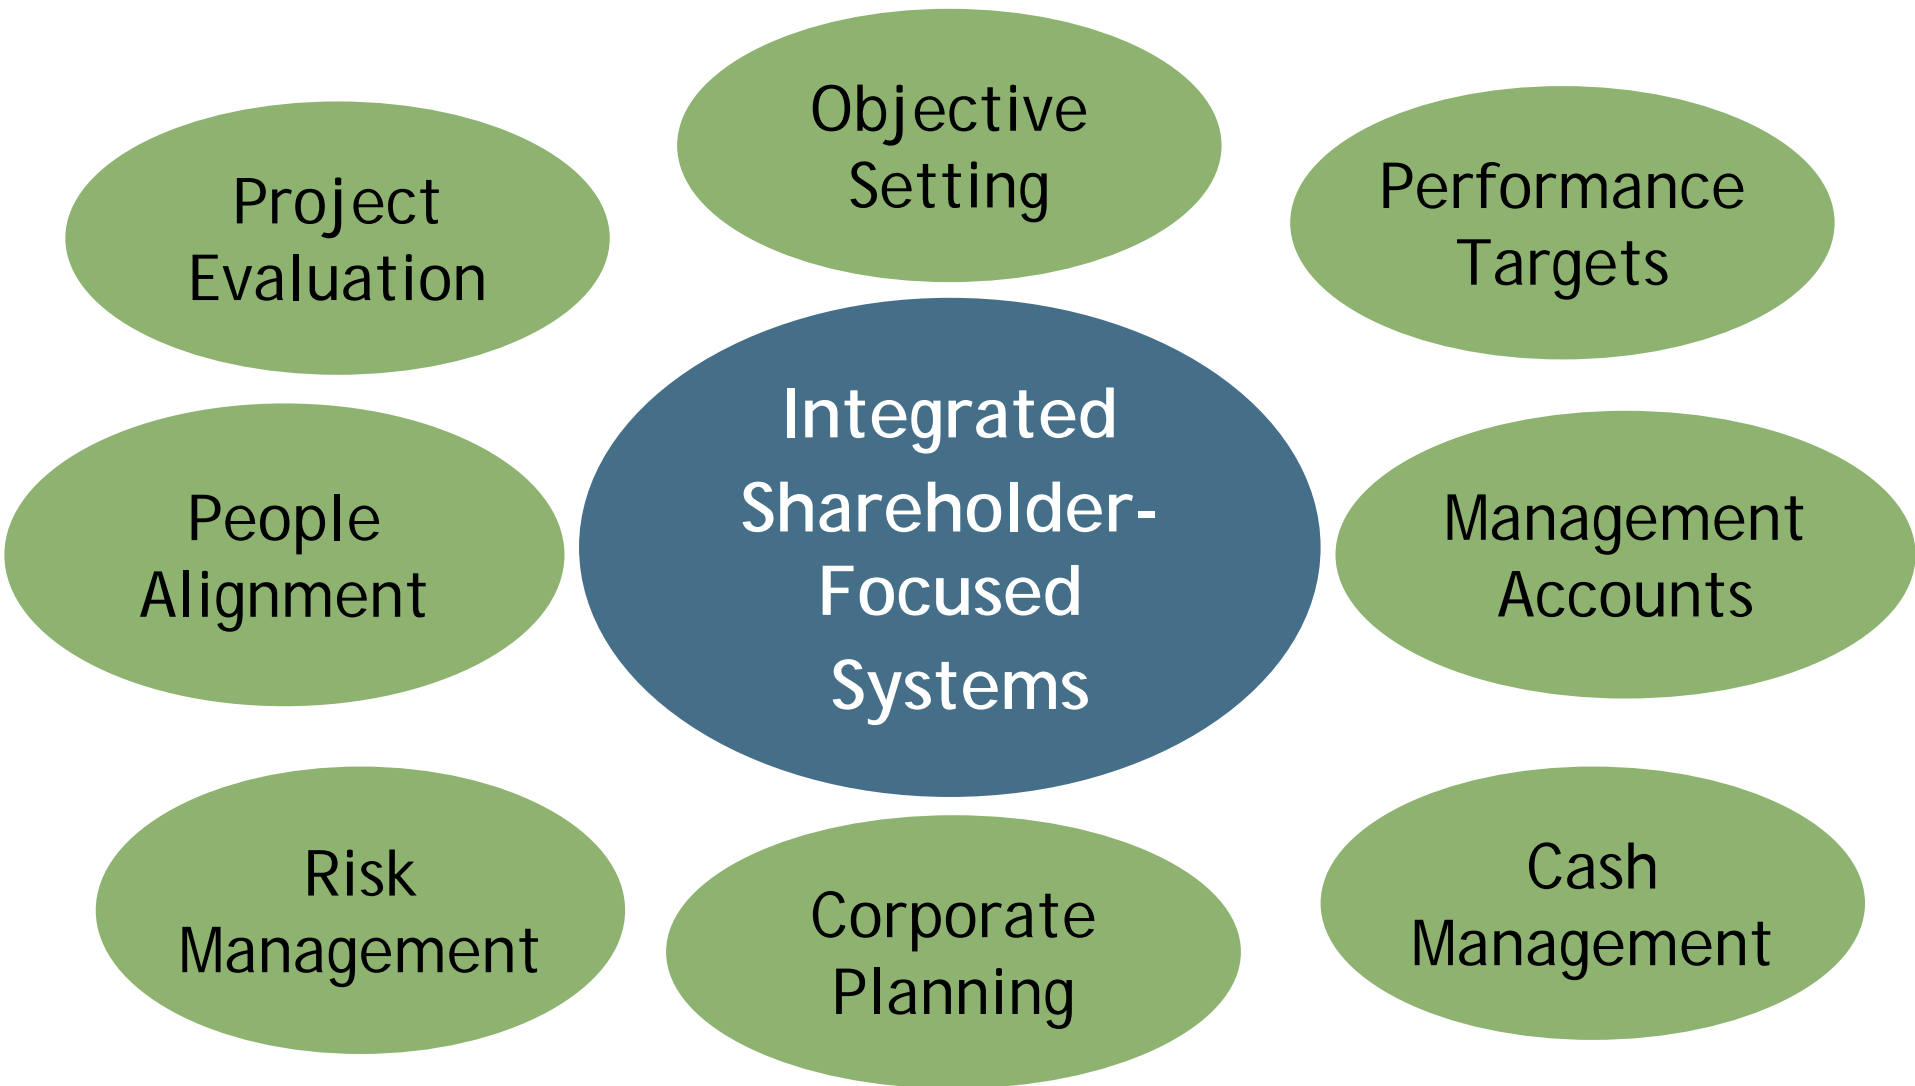 Objective
Setting
Project
Evaluation
Performance
Targets
Integrated
Shareholder-
Focused
Systems
People
Alignment
Management
Accounts
Risk
Management
Corporate
Planning
Cash
Management